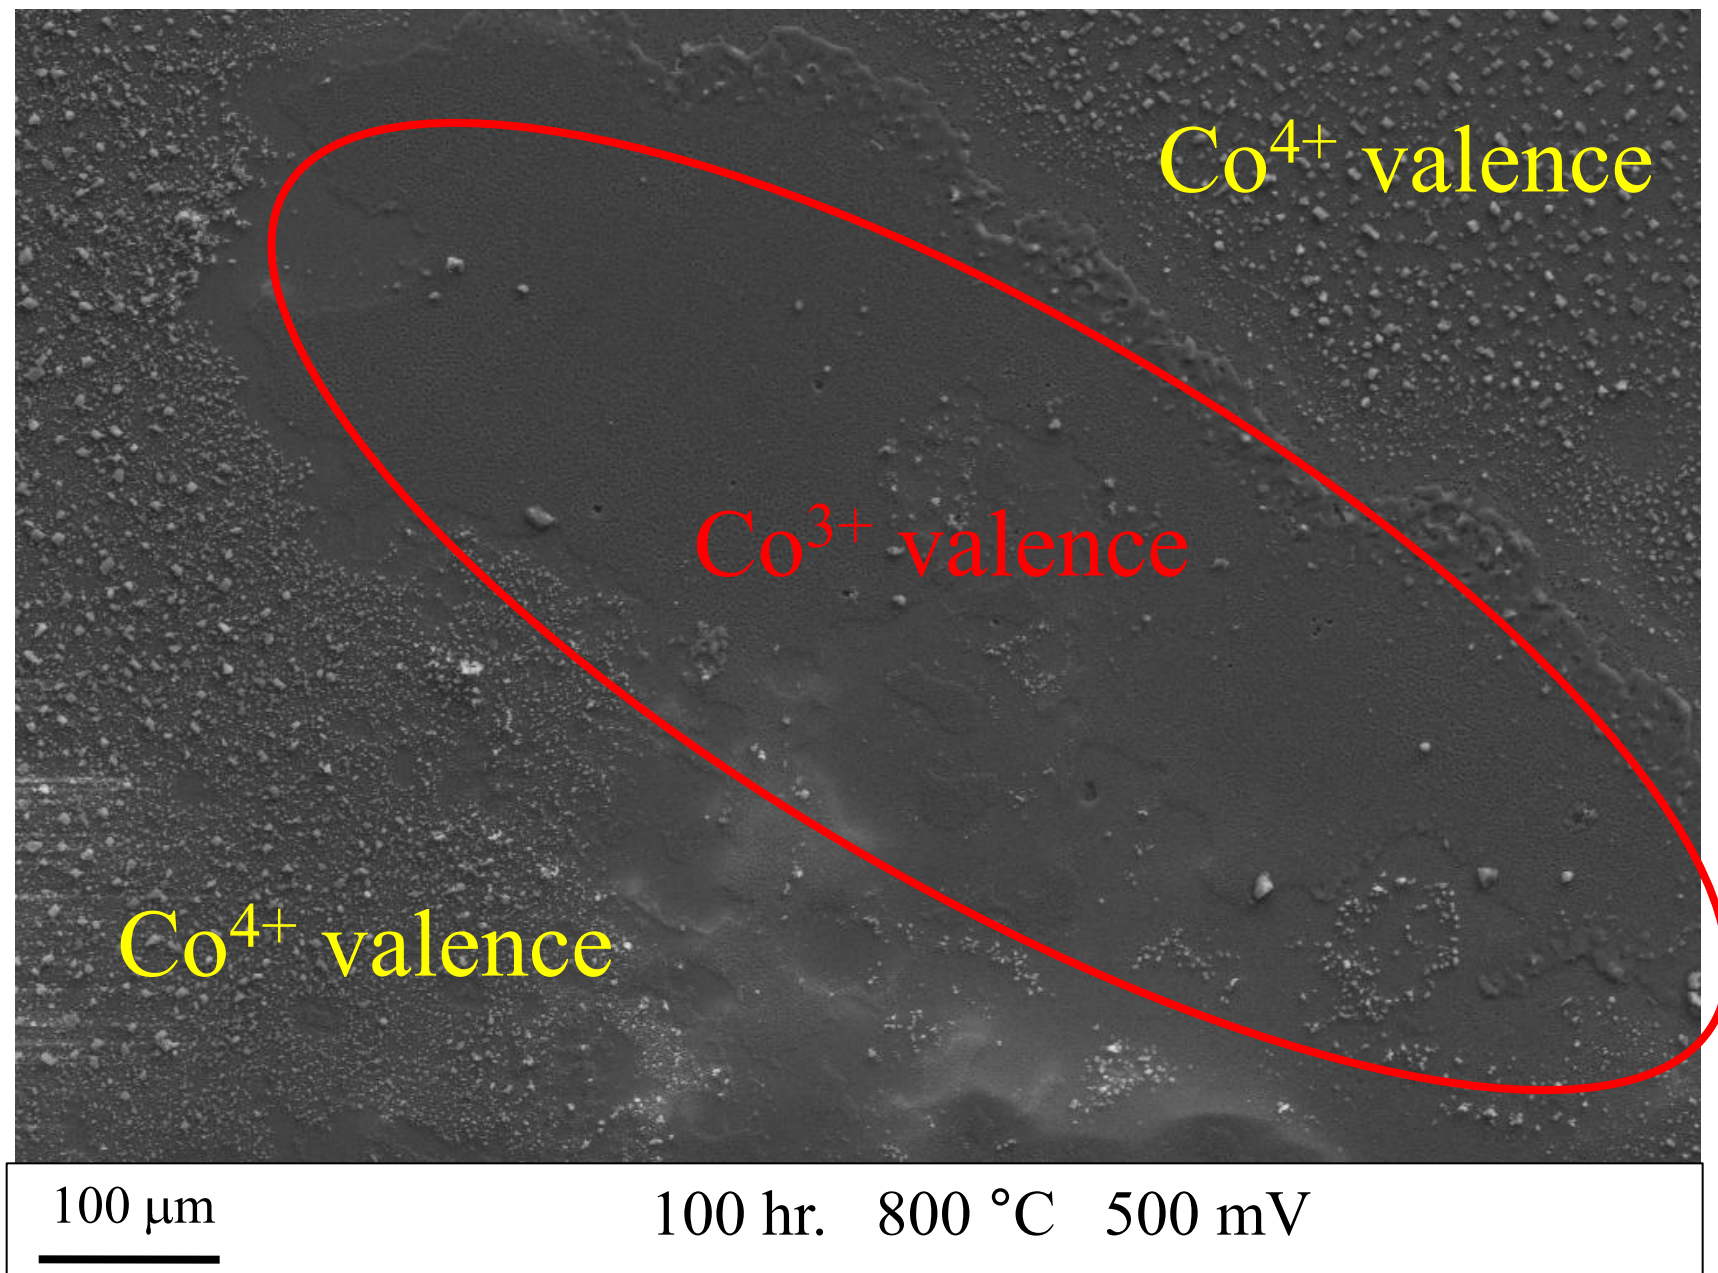 Co⁴⁺ valence
Co³⁺ valence
Co⁴⁺ valence
100 μm
100 hr. 800 °C 500 mV